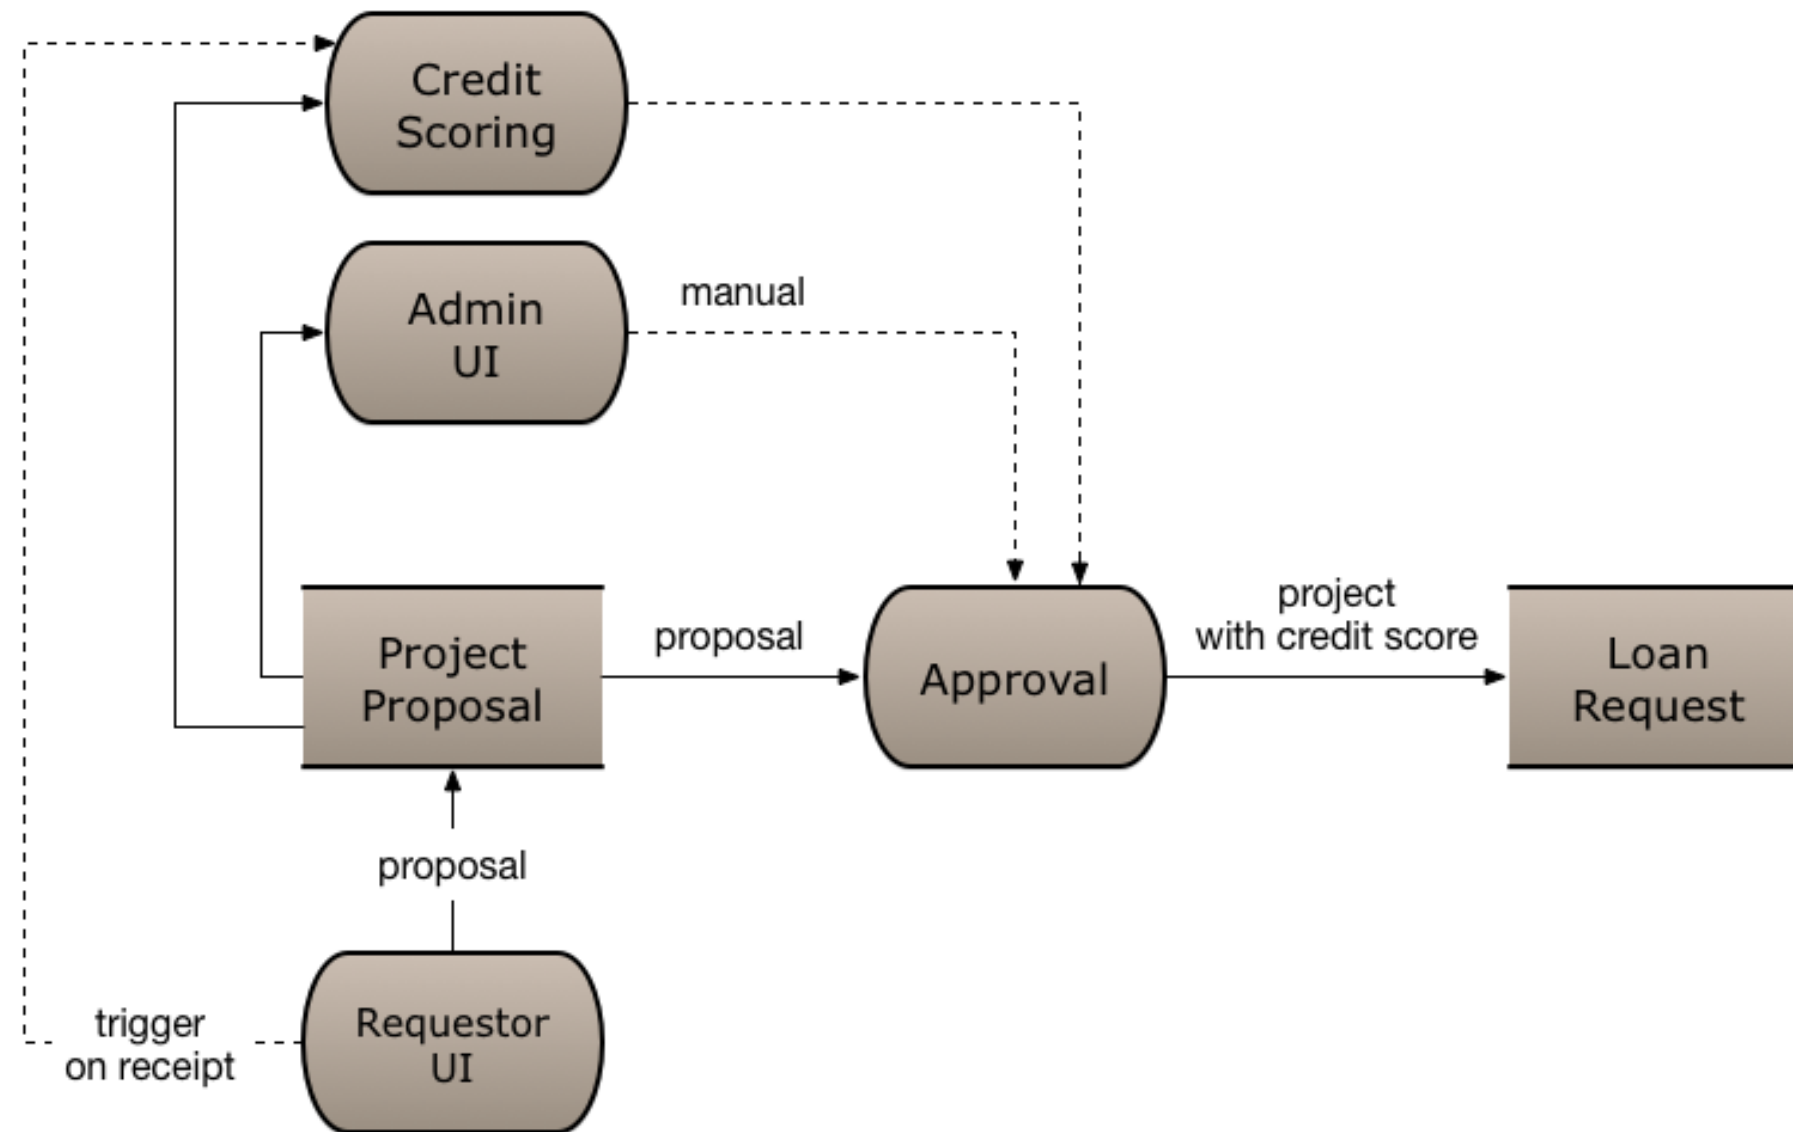 Credit
Scoring
Admin
UI
manual
Project
Proposal
proposal
Approval
project
with credit score
Loan
Request
proposal
trigger
on receipt
Requestor
UI